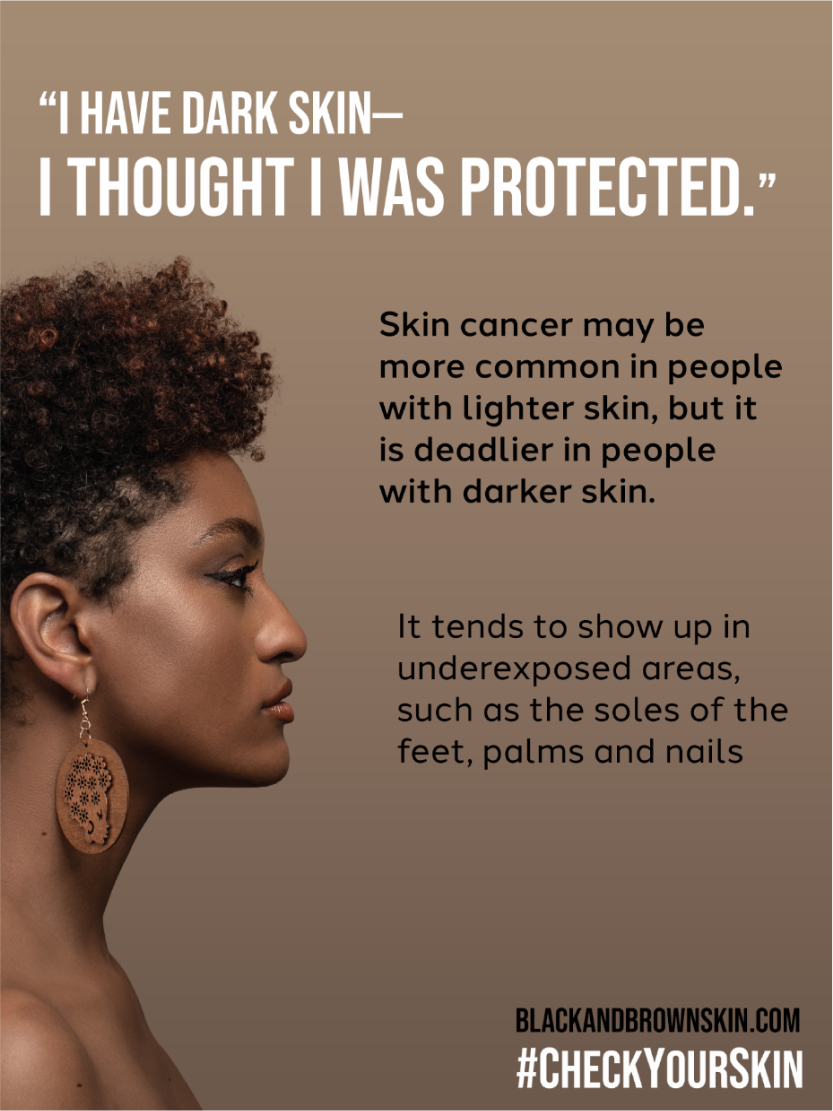 “I HAVE DARK SKIN—
I THOUGHT I WAS PROTECTED.”
Skin cancer may be
more common in people
with lighter skin, but it
is deadlier in people
with darker skin.
It tends to show up in
underexposed areas,
such as the soles of the
feet, palms and nails
BLACKANDBROWNSKIN.COM
#CHECKYOURSKIN